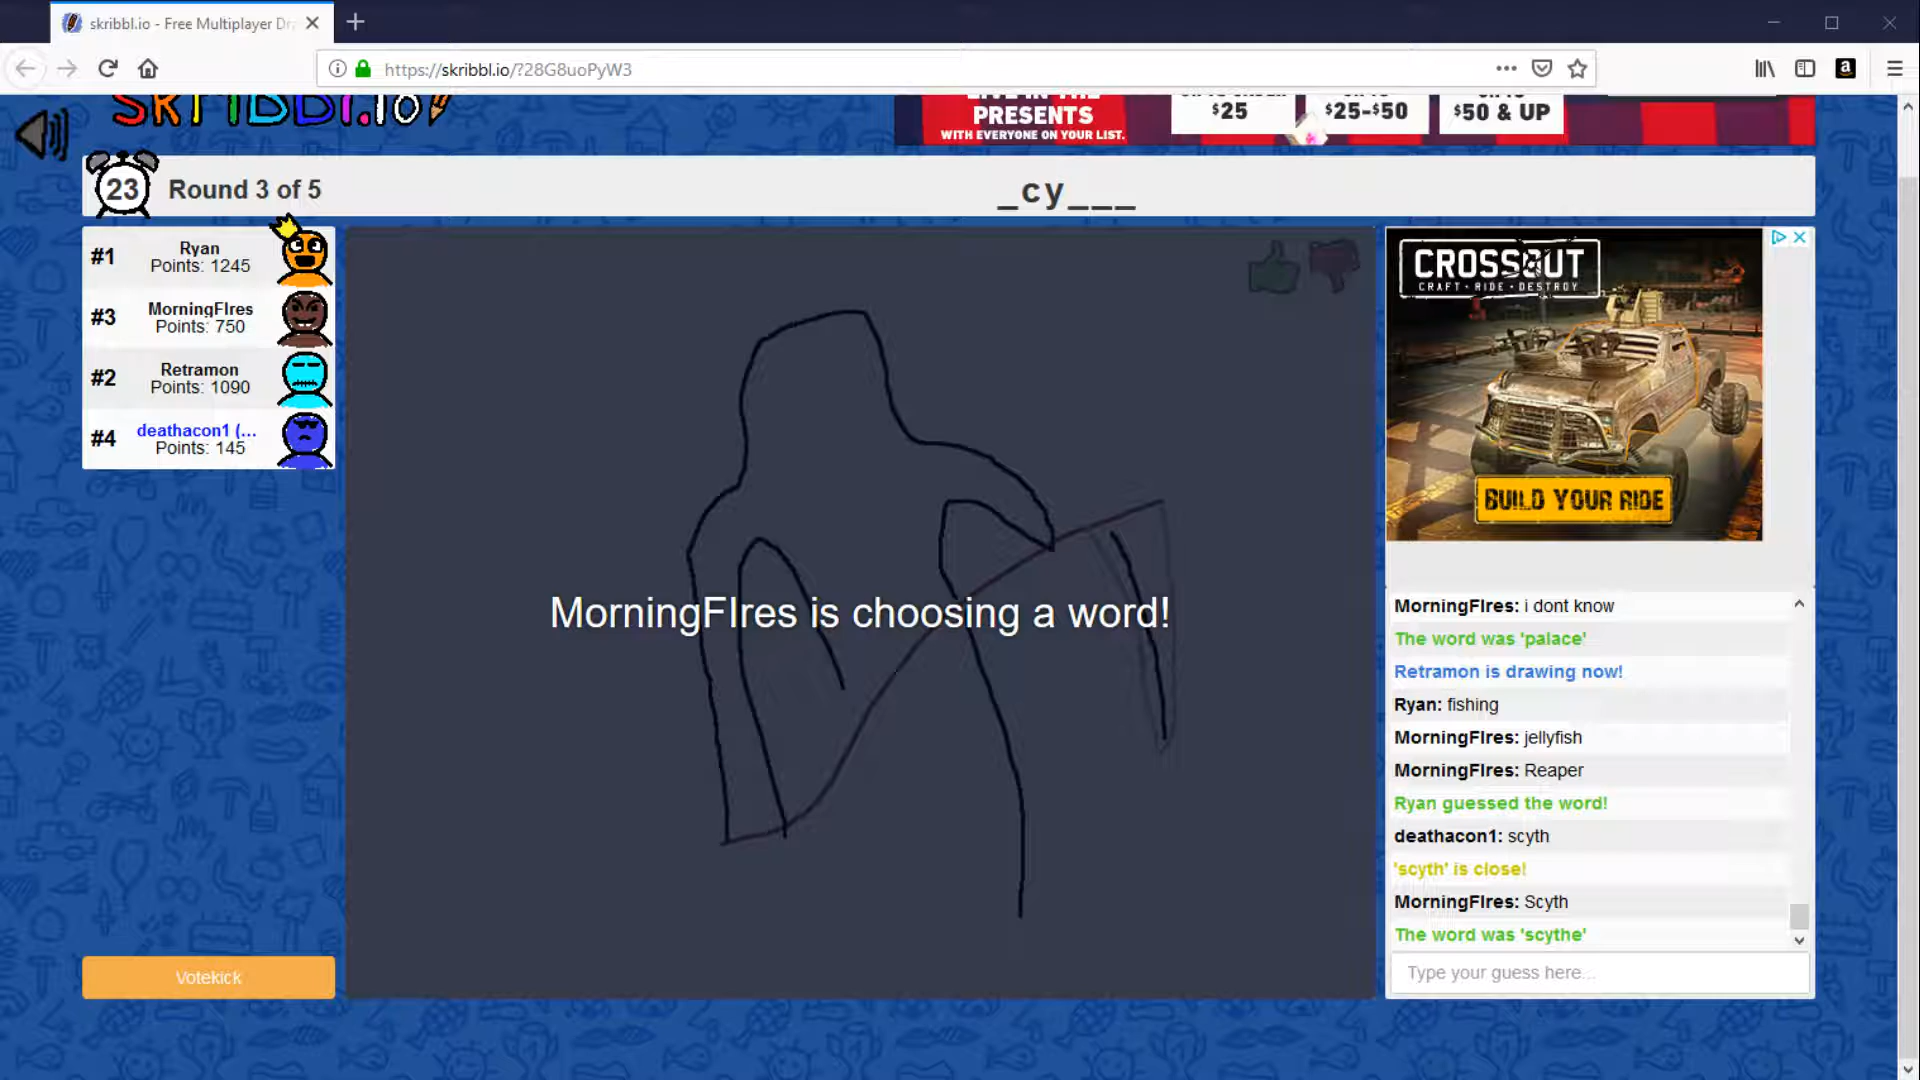 skribbl.io - Free Multiplayer Dr
https://skribbl.io/?28G8uoPyW3
skribbl.io
PRESENTS
WITH EVERYONE ON YOUR LIST.
$25
$25-$50
$50 & UP
23
Round 3 of 5
_cy___
#1
Ryan
Points: 1245
#3
MorningFIres
Points: 750
#2
Retramon
Points: 1090
#4
deathacon1 (...
Points: 145
Votekick
MorningFIres is choosing a word!
CROSSOUT
CRAFT • RIDE • DESTROY
BUILD YOUR RIDE
MorningFIres: i dont know
The word was 'palace'
Retramon is drawing now!
Ryan: fishing
MorningFIres: jellyfish
MorningFIres: Reaper
Ryan guessed the word!
deathacon1: scyth
'scyth' is close!
MorningFIres: Scyth
The word was 'scythe'
Type your guess here...